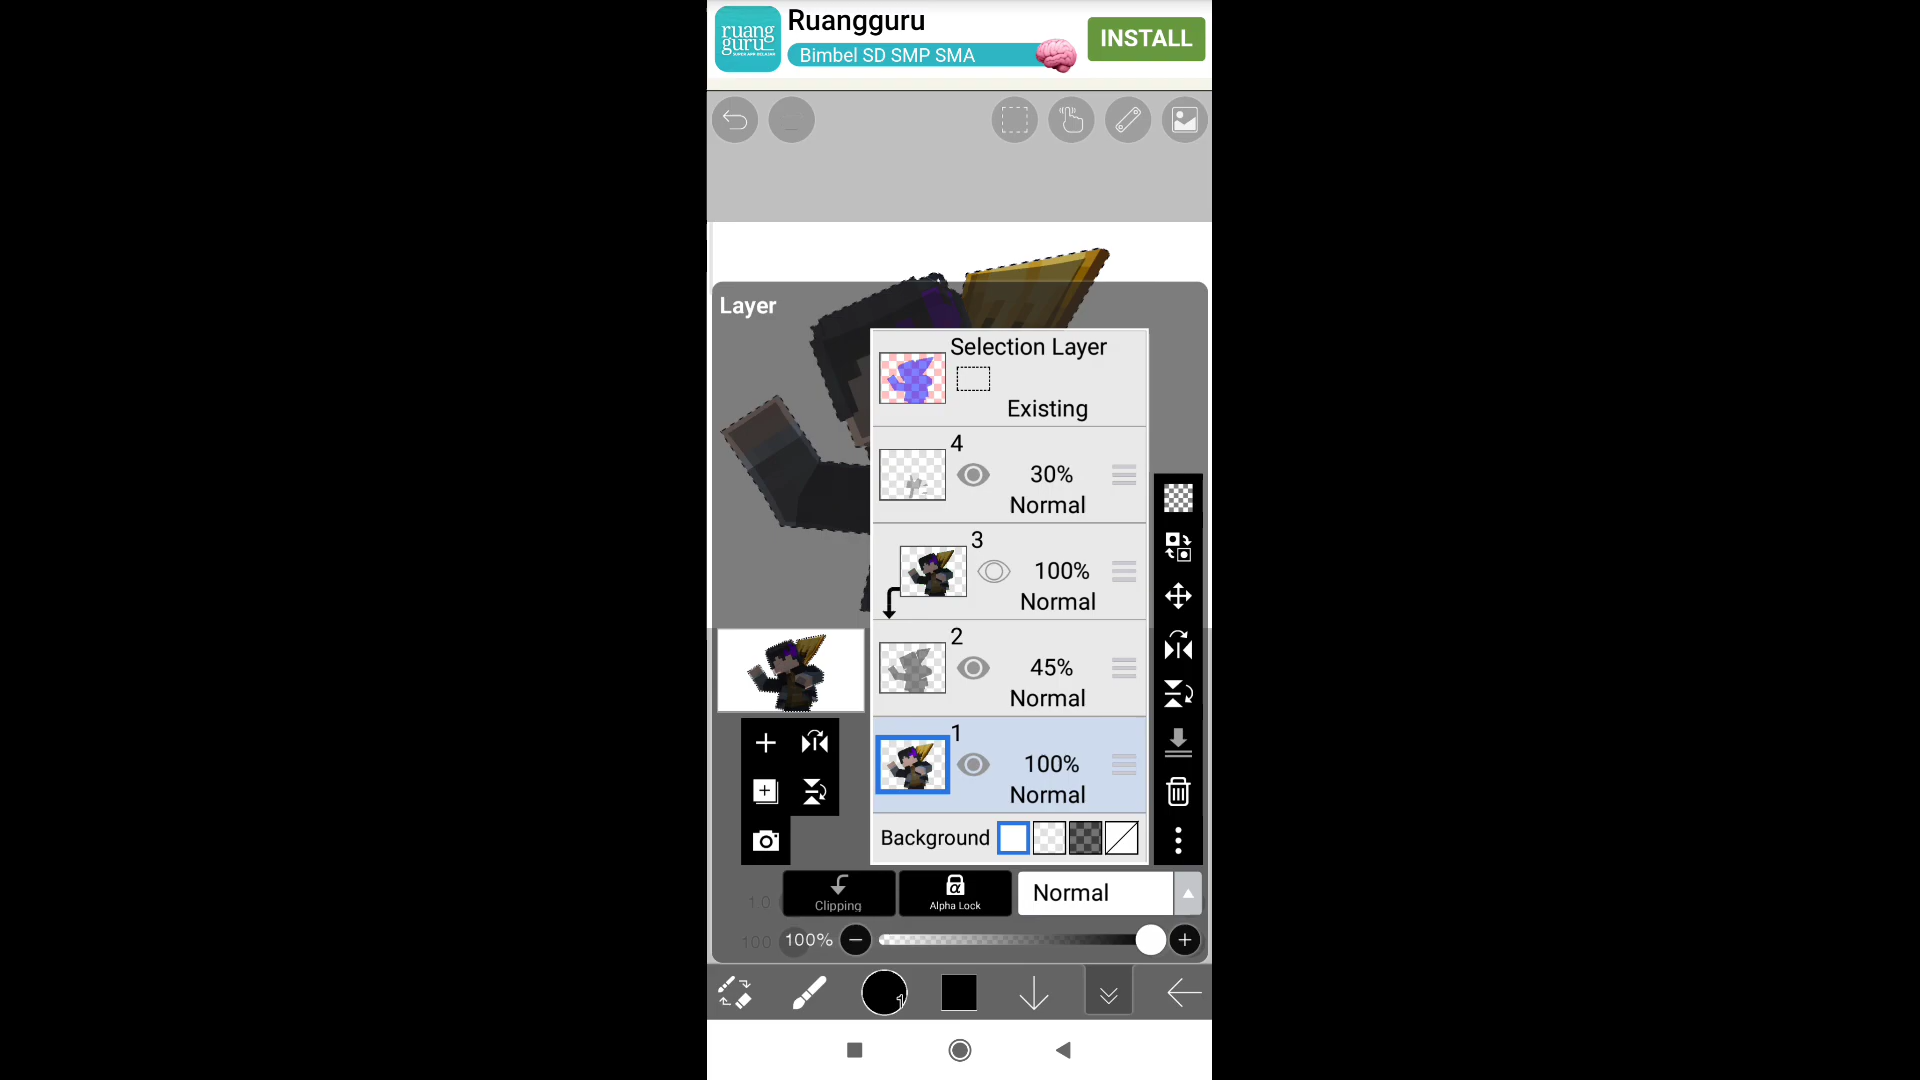 ruang
guru
Ruangguru
Bimbel SD SMP SMA
INSTALL
Layer
Selection Layer
Existing
4
30%
Normal
3
100%
Normal
2
45%
Normal
1
100%
Normal
Background
Clipping
α
Alpha Lock
Normal
100%
1